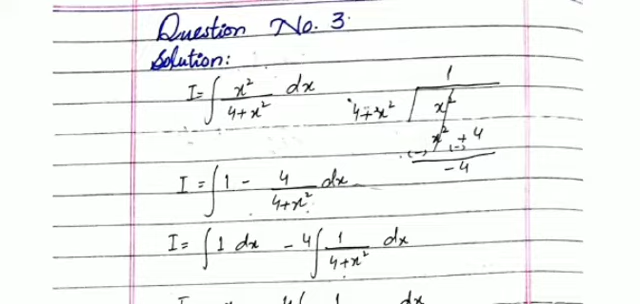 Question No. 3
Solution:
I = ∫ x²/(4+x²) dx
1
4+x² √ x²
x² + 4
(-) (-)
-4
I = ∫ 1 - 4/(4+x²) dx
I = ∫ 1 dx - 4 ∫ 1/(4+x²) dx